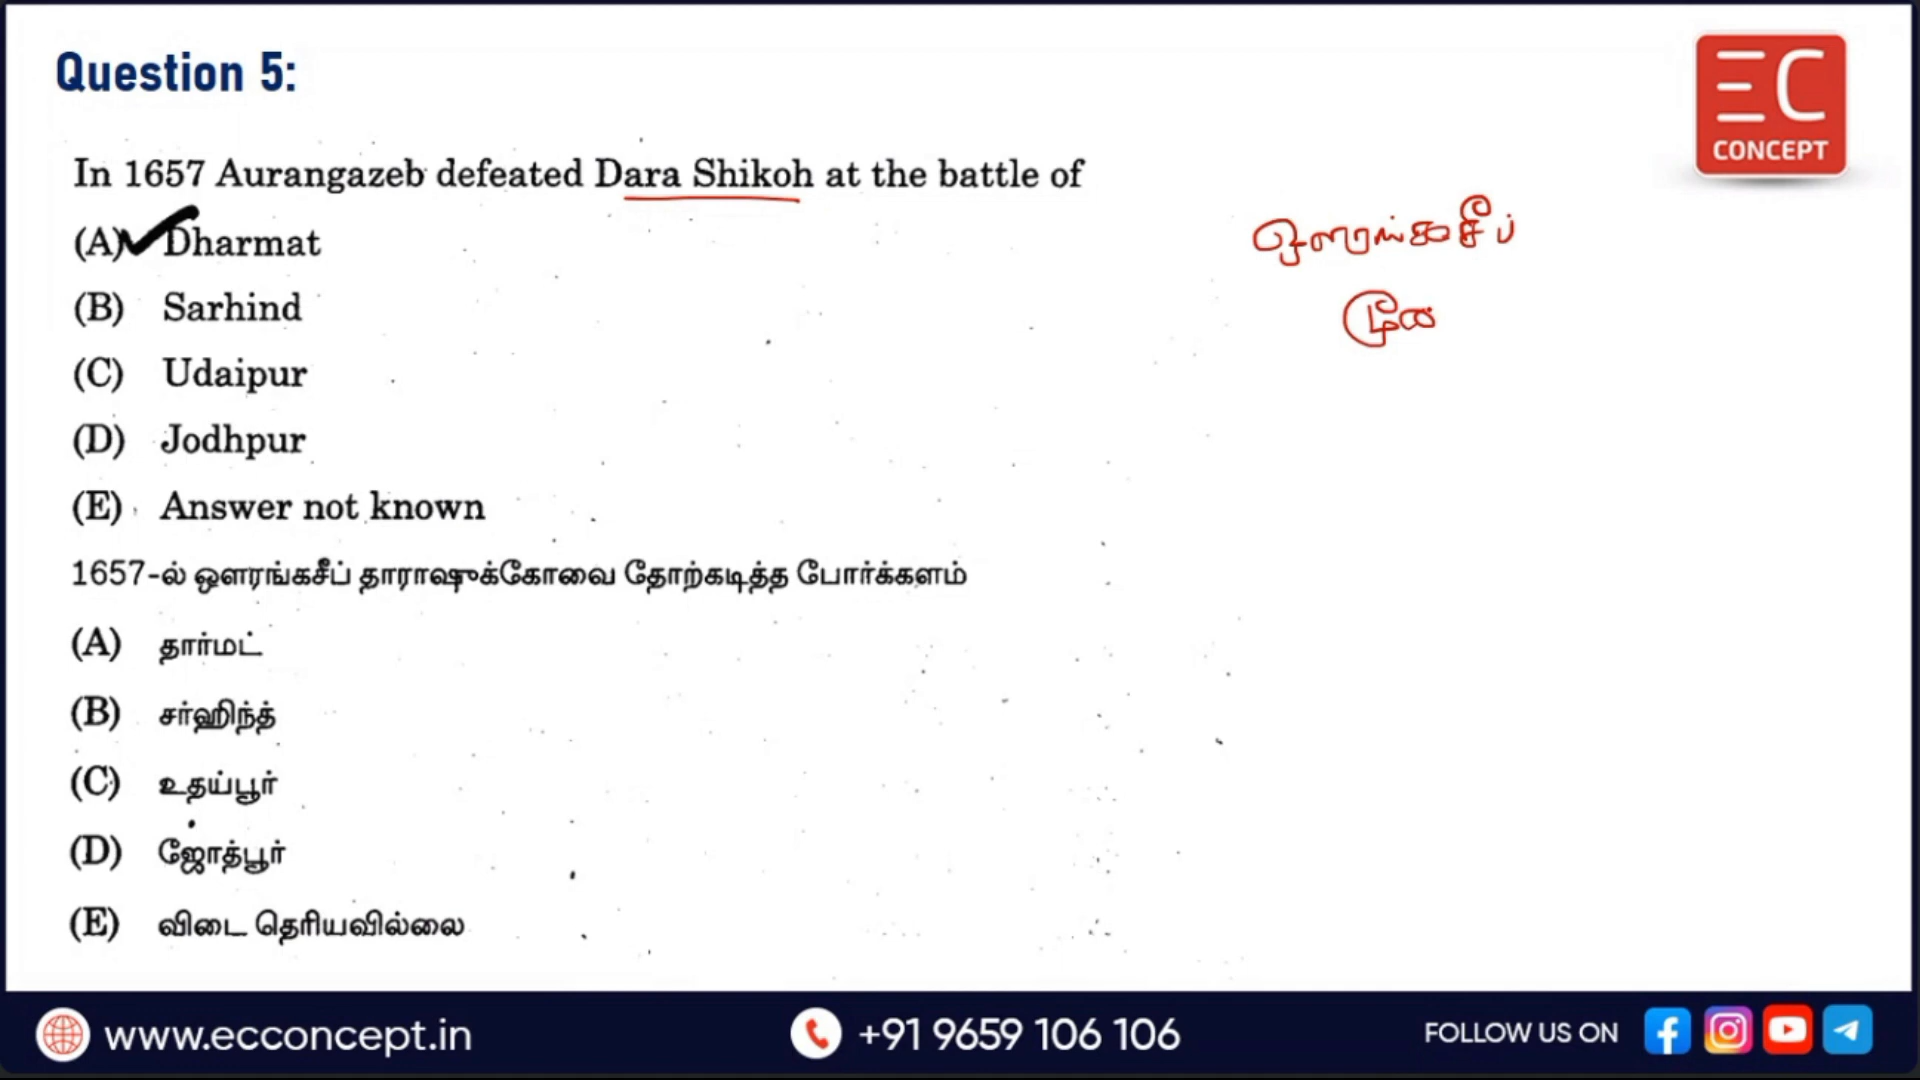 Question 5:
EC
CONCEPT
In 1657 Aurangazeb defeated Dara Shikoh at the battle of
(A) Dharmat
(B) Sarhind
(C) Udaipur
(D) Jodhpur
(E) Answer not known
ஔரங்கசீப்
1657-ல் ஔரங்கசீப் தாராஷுக்கோவை தோற்கடித்த போர்க்களம்
(A) தார்மட்
(B) சர்ஹிந்த்
(C) உதய்பூர்
(D) ஜோத்பூர்
(E) விடை தெரியவில்லை
www.ecconcept.in
+91 9659 106 106
FOLLOW US ON